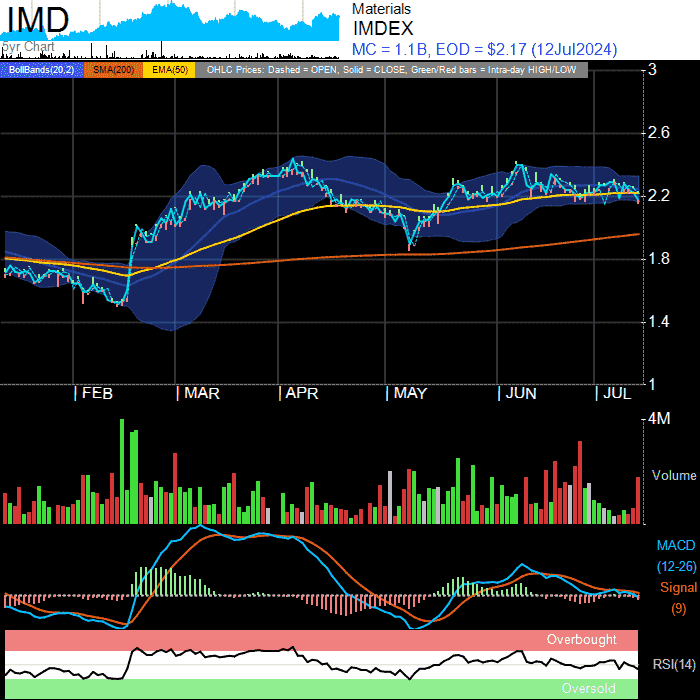 IMD
5yr Chart
Materials
IMDEX
MC = 1.1B, EOD = $2.17 (12Jul2024)
BollBands(20,2) SMA(200) EMA(50) OHLC Prices: Dashed = OPEN, Solid = CLOSE, Green/Red bars = Intra-day HIGH/LOW
3
2.6
2.2
1.8
1.4
1
| FEB | MAR | APR | MAY | JUN | JUL
4M
Volume
MACD
(12-26)
Signal
(9)
Overbought
RSI(14)
Oversold